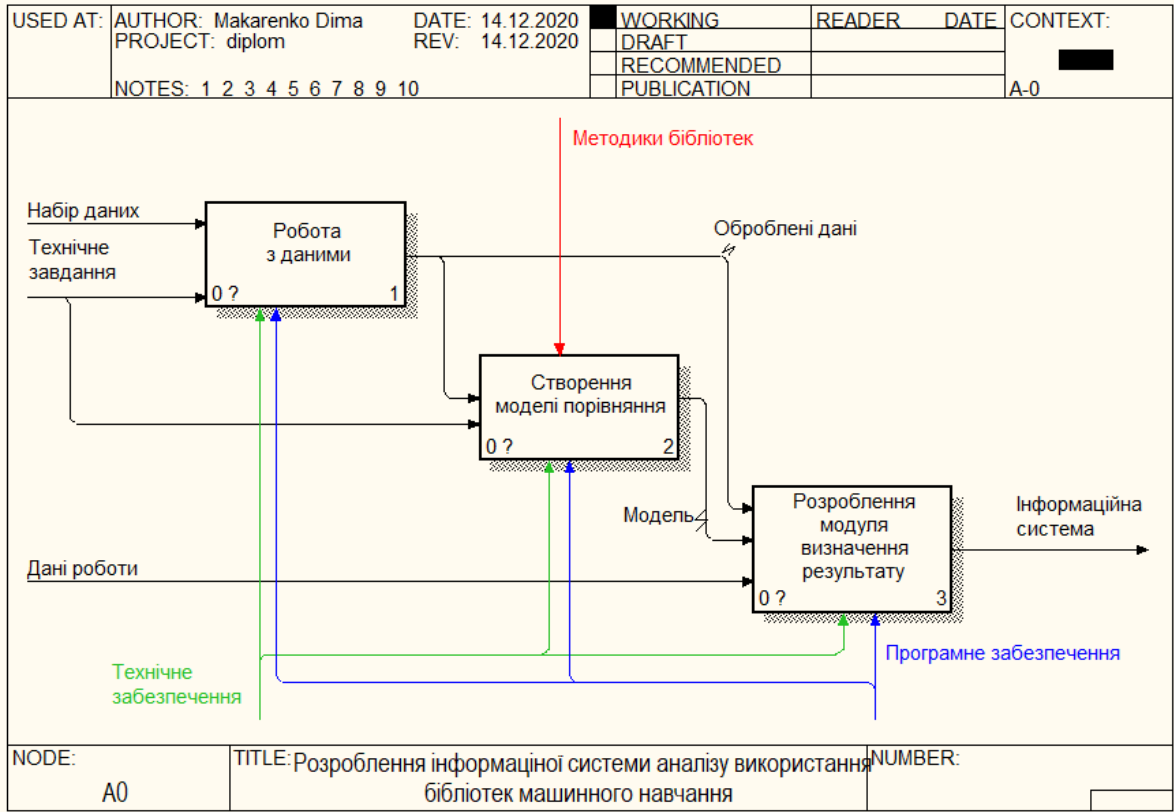 USED AT:
AUTHOR: Makarenko Dima
DATE: 14.12.2020
PROJECT: diplom
REV: 14.12.2020
NOTES: 1 2 3 4 5 6 7 8 9 10
WORKING
DRAFT
RECOMMENDED
PUBLICATION
READER DATE
CONTEXT:
A-0
Методики бібліотек
Набір даних
Технічне
завдання
Робота
з даними
0 ? 1
Оброблені дані
Створення
моделі порівняння
0 ? 2
Модель
Розроблення
модуля
визначення
результату
0 ? 3
Інформаційна
система
Дані роботи
Технічне
забезпечення
Програмне забезпечення
NODE:
A0
TITLE: Розроблення інформаціної системи аналізу використання
бібліотек машинного навчання
NUMBER: